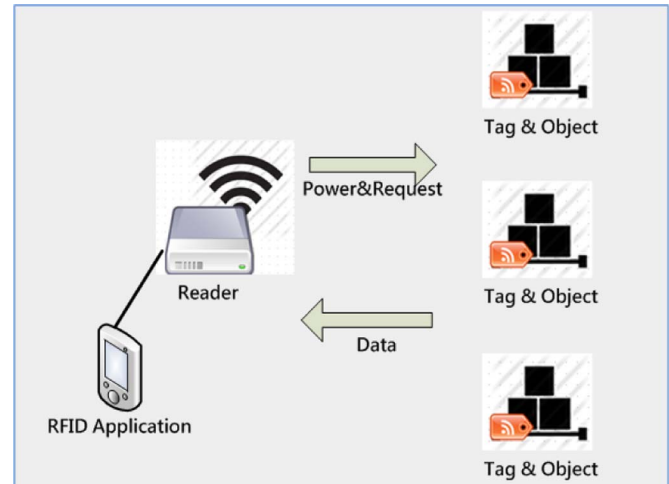 Tag & Object
Power&Request
Reader
Tag & Object
Data
RFID Application
Tag & Object